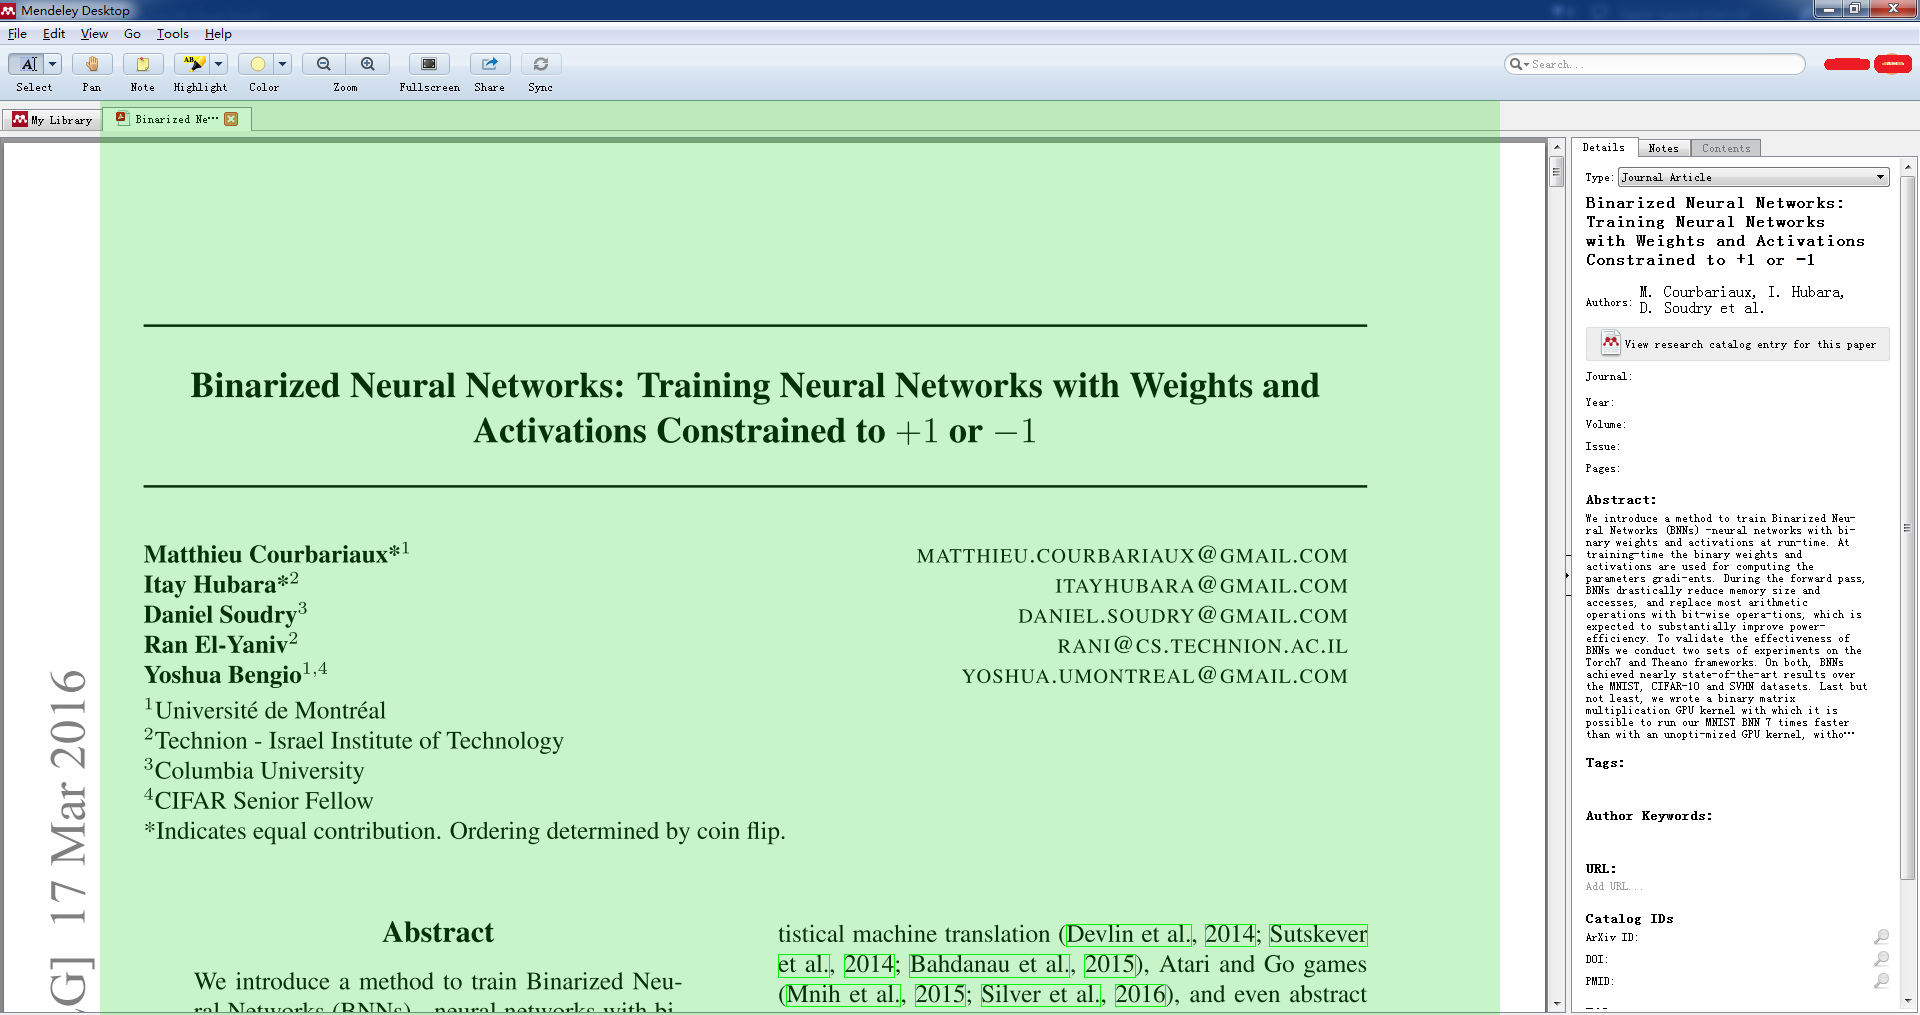 Mendeley Desktop
File Edit View Go Tools Help
Search...
Select Pan Note Highlight Color Zoom Fullscreen Share Sync
My Library Binarized Ne…
17 Mar 2016
Binarized Neural Networks: Training Neural Networks with Weights and
Activations Constrained to +1 or −1
Matthieu Courbariaux*1 MATTHIEU.COURBARIAUX@GMAIL.COM
Itay Hubara*2 ITAYHUBARA@GMAIL.COM
Daniel Soudry3 DANIEL.SOUDRY@GMAIL.COM
Ran El-Yaniv2 RANI@CS.TECHNION.AC.IL
Yoshua Bengio1,4 YOSHUA.UMONTREAL@GMAIL.COM
1Université de Montréal
2Technion - Israel Institute of Technology
3Columbia University
4CIFAR Senior Fellow
*Indicates equal contribution. Ordering determined by coin flip.
Abstract
We introduce a method to train Binarized Neu-
ral Networks (BNNs) - neural networks with bi-
tistical machine translation (Devlin et al., 2014; Sutskever
et al., 2014; Bahdanau et al., 2015), Atari and Go games
(Mnih et al., 2015; Silver et al., 2016), and even abstract
Details Notes Contents
Type: Journal Article
Binarized Neural Networks:
Training Neural Networks
with Weights and Activations
Constrained to +1 or -1
Authors: M. Courbariaux, I. Hubara,
D. Soudry et al.
View research catalog entry for this paper
Journal:
Year:
Volume:
Issue:
Pages:
Abstract:
We introduce a method to train Binarized Neu-
ral Networks (BNNs) -neural networks with bi-
nary weights and activations at run-time. At
training-time the binary weights and
activations are used for computing the
parameters gradi-ents. During the forward pass,
BNNs drastically reduce memory size and
accesses, and replace most arithmetic
operations with bit-wise opera-tions, which is
expected to substantially improve power-
efficiency. To validate the effectiveness of
BNNs we conduct two sets of experiments on the
Torch7 and Theano frameworks. On both, BNNs
achieved nearly state-of-the-art results over
the MNIST, CIFAR-10 and SVHN datasets. Last but
not least, we wrote a binary matrix
multiplication GPU kernel with which it is
possible to run our MNIST BNN 7 times faster
than with an unopti-mized GPU kernel, witho…
Tags:
Author Keywords:
URL:
Add URL...
Catalog IDs
ArXiv ID:
DOI:
PMID: